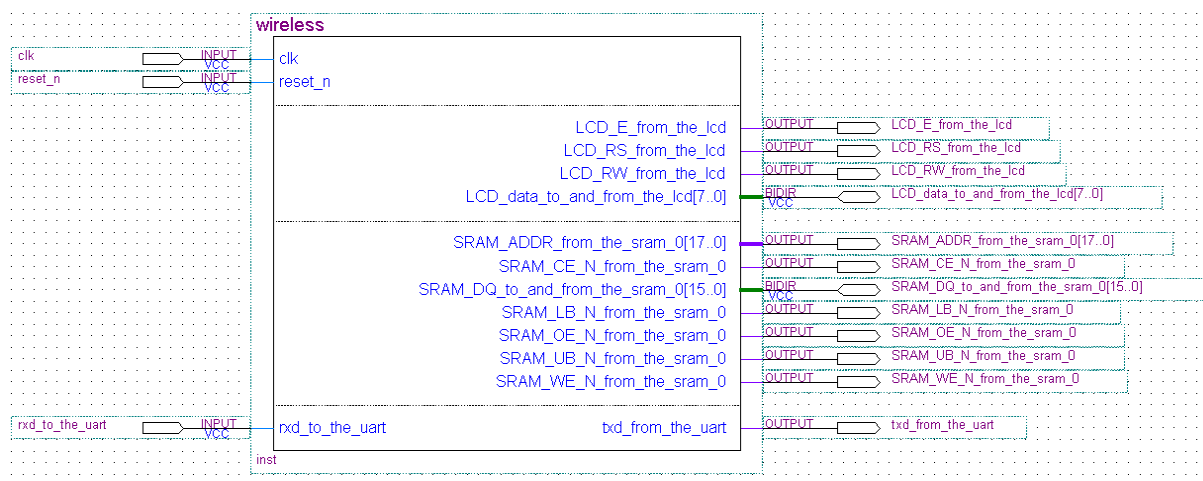 wireless
clk INPUT VCC clk
reset_n INPUT VCC reset_n
LCD_E_from_the_lcd OUTPUT LCD_E_from_the_lcd
LCD_RS_from_the_lcd OUTPUT LCD_RS_from_the_lcd
LCD_RW_from_the_lcd OUTPUT LCD_RW_from_the_lcd
LCD_data_to_and_from_the_lcd[7..0] BIDIR VCC LCD_data_to_and_from_the_lcd[7..0]
SRAM_ADDR_from_the_sram_0[17..0] OUTPUT SRAM_ADDR_from_the_sram_0[17..0]
SRAM_CE_N_from_the_sram_0 OUTPUT SRAM_CE_N_from_the_sram_0
SRAM_DQ_to_and_from_the_sram_0[15..0] BIDIR VCC SRAM_DQ_to_and_from_the_sram_0[15..0]
SRAM_LB_N_from_the_sram_0 OUTPUT SRAM_LB_N_from_the_sram_0
SRAM_OE_N_from_the_sram_0 OUTPUT SRAM_OE_N_from_the_sram_0
SRAM_UB_N_from_the_sram_0 OUTPUT SRAM_UB_N_from_the_sram_0
SRAM_WE_N_from_the_sram_0 OUTPUT SRAM_WE_N_from_the_sram_0
rxd_to_the_uart INPUT VCC rxd_to_the_uart txd_from_the_uart OUTPUT txd_from_the_uart
inst